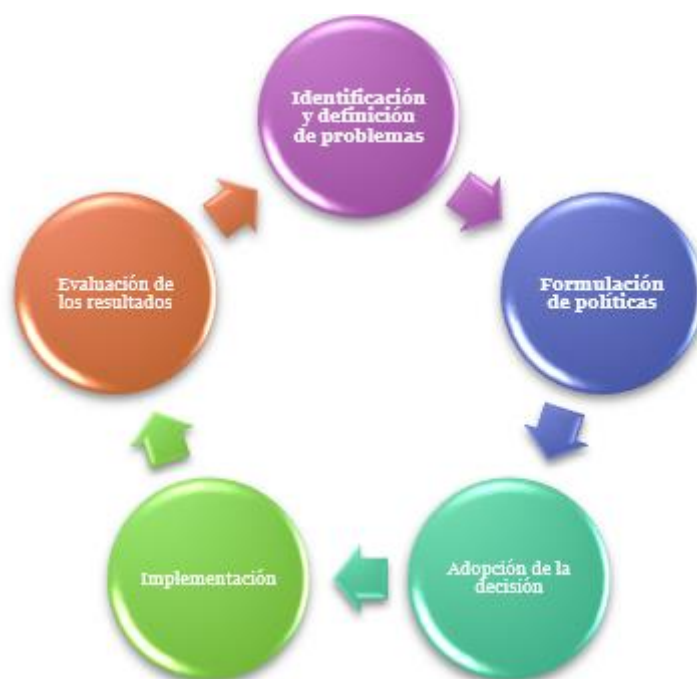 Identificación
y definición
de problemas
Formulación
de políticas
Adopción de la
decisión
Implementación
Evaluación de
los resultados